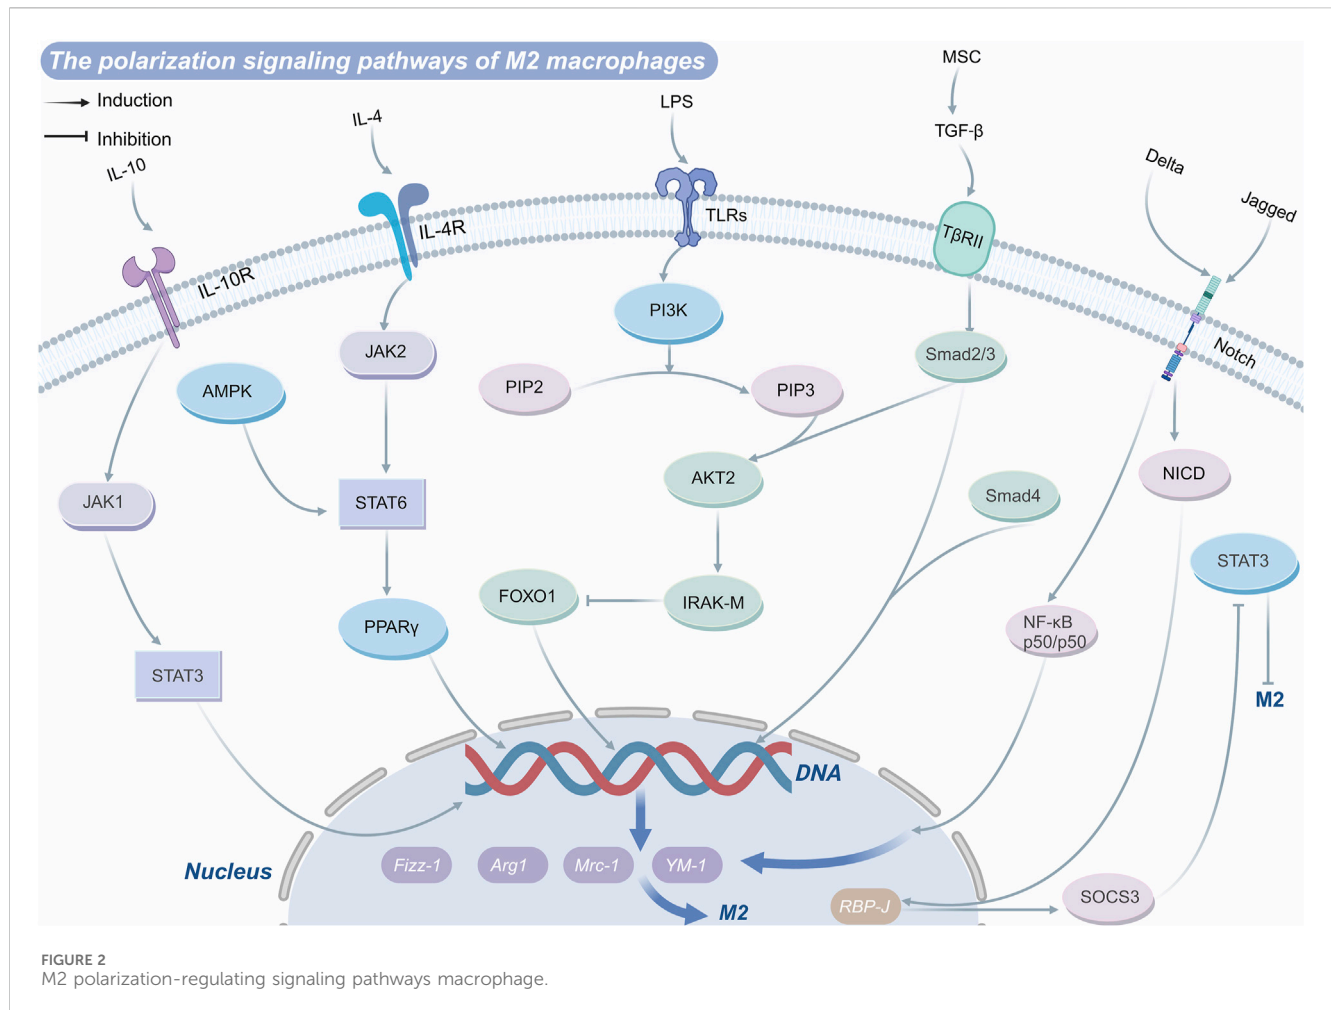 The polarization signaling pathways of M2 macrophages
Induction
Inhibition
IL-10
IL-4
LPS
MSC
TGF-β
Delta
Jagged
IL-10R
IL-4R
TLRs
TβRII
Notch
JAK2
PI3K
Smad2/3
AMPK
PIP2
PIP3
JAK1
STAT6
AKT2
Smad4
NICD
STAT3
FOXO1
IRAK-M
PPARγ
NF-κB
p50/p50
STAT3
M2
DNA
Nucleus
Fizz-1
Arg1
Mrc-1
YM-1
M2
RBP-J
SOCS3
FIGURE 2
M2 polarization-regulating signaling pathways macrophage.